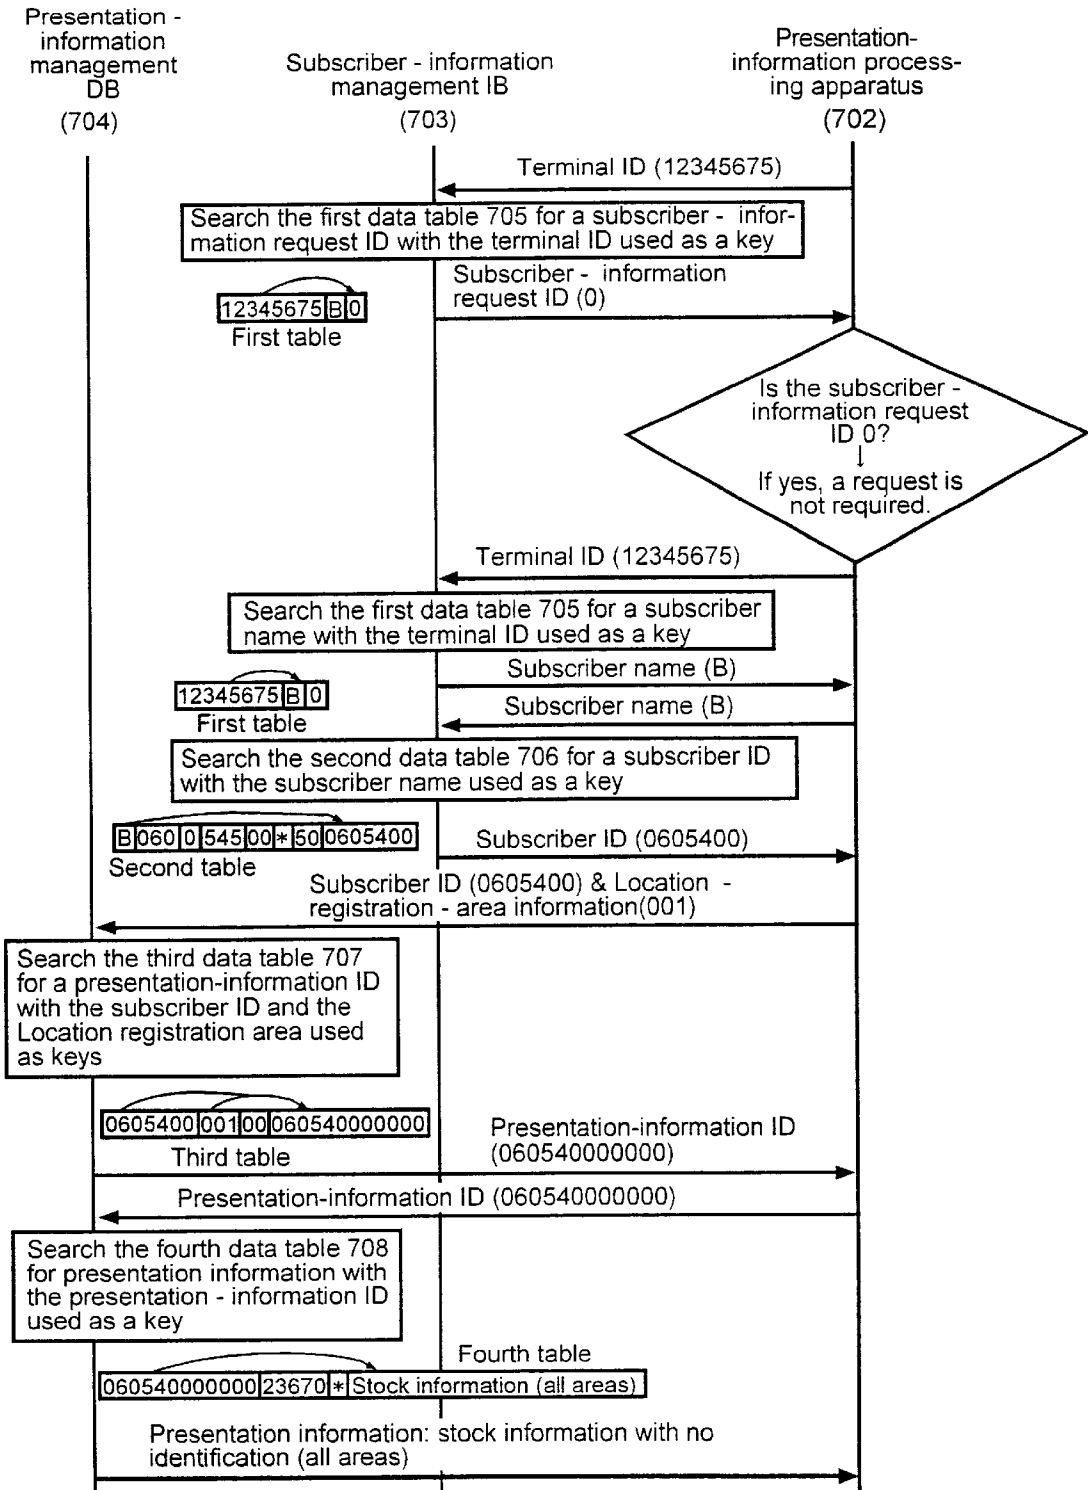 Presentation -
information
management
DB
(704)
Subscriber - information
management IB
(703)
Presentation-
information process-
ing apparatus
(702)
Terminal ID (12345675)
Search the first data table 705 for a subscriber - infor-
mation request ID with the terminal ID used as a key
Subscriber - information
request ID (0)
12345675 B 0
First table
Is the subscriber -
information request
ID 0?
↓
If yes, a request is
not required.
Terminal ID (12345675)
Search the first data table 705 for a subscriber
name with the terminal ID used as a key
Subscriber name (B)
12345675 B 0
First table
Subscriber name (B)
Search the second data table 706 for a subscriber ID
with the subscriber name used as a key
B 060 0 545 00 * 50 0605400
Second table
Subscriber ID (0605400)
Subscriber ID (0605400) & Location -
registration - area information(001)
Search the third data table 707
for a presentation-information ID
with the subscriber ID and the
Location registration area used
as keys
0605400 001 00 060540000000
Third table
Presentation-information ID
(060540000000)
Presentation-information ID (060540000000)
Search the fourth data table 708
for presentation information with
the presentation - information ID
used as a key
Fourth table
060540000000 23670 * Stock information (all areas)
Presentation information: stock information with no
identification (all areas)